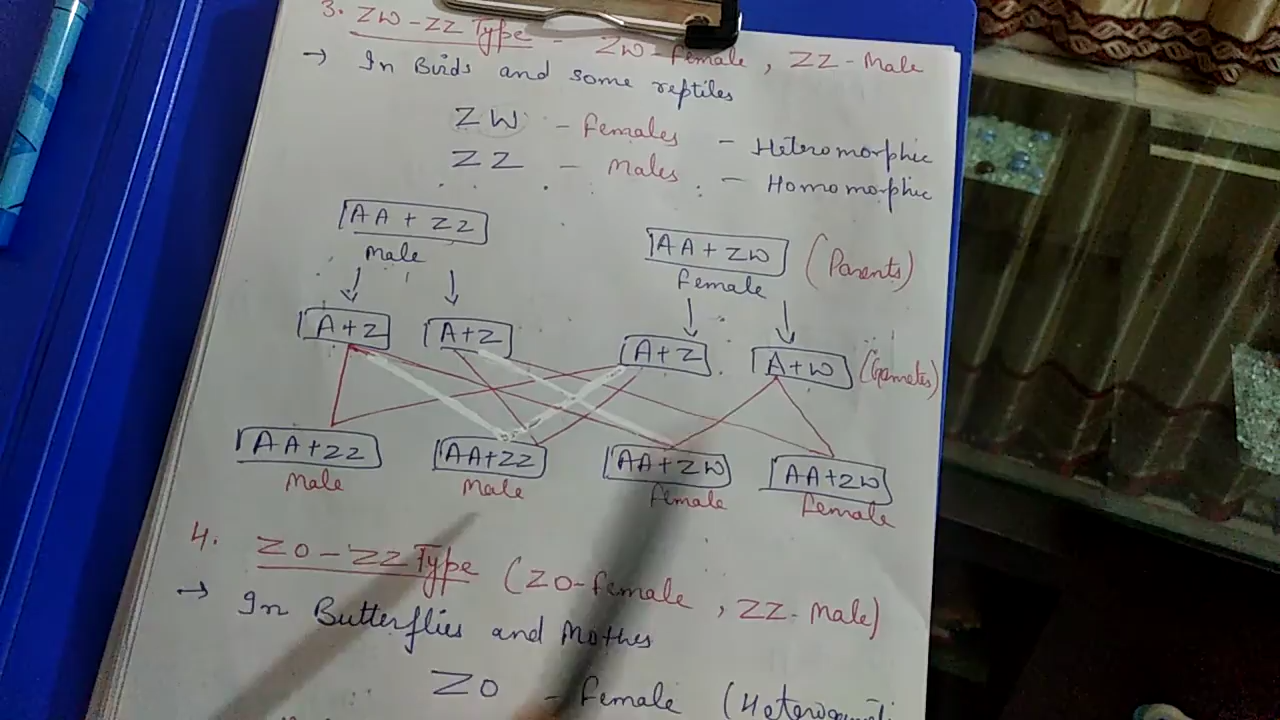 3. ZW-ZZ Type - ZW-Female, ZZ-Male
→ In Birds and some reptiles
ZW - Females - Heteromorphic
ZZ - Males - Homomorphic
AA + ZZ
Male
AA + ZW (Parents)
Female
A+Z A+Z A+Z A+W (Gametes)
AA+ZZ AA+ZZ AA+ZW AA+ZW
Male Male Female Female
4. ZO-ZZ Type (ZO-Female, ZZ-Male)
→ In Butterflies and Mothes
ZO - Female